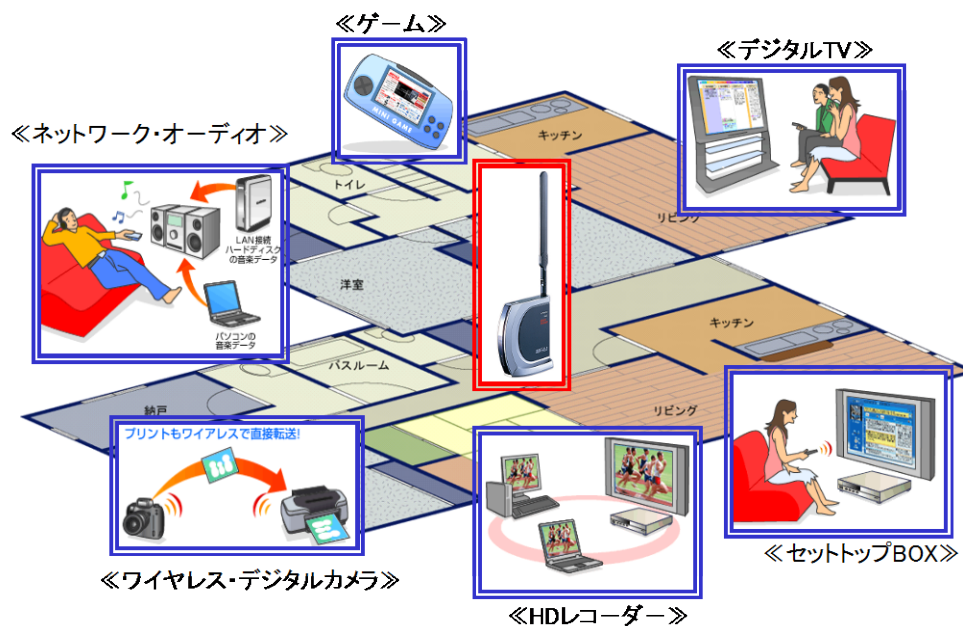 ≪ゲーム≫
≪デジタルTV≫
≪ネットワーク・オーディオ≫
MINI GAME
キッチン
トイレ
リビング
LAN接続
ハードディスク
の音楽データ
洋室
パソコンの
音楽データ
キッチン
バスルーム
納戸
リビング
プリントもワイアレスで直接転送!
≪セットトップBOX≫
≪ワイヤレス・デジタルカメラ≫
≪HDレコーダー≫